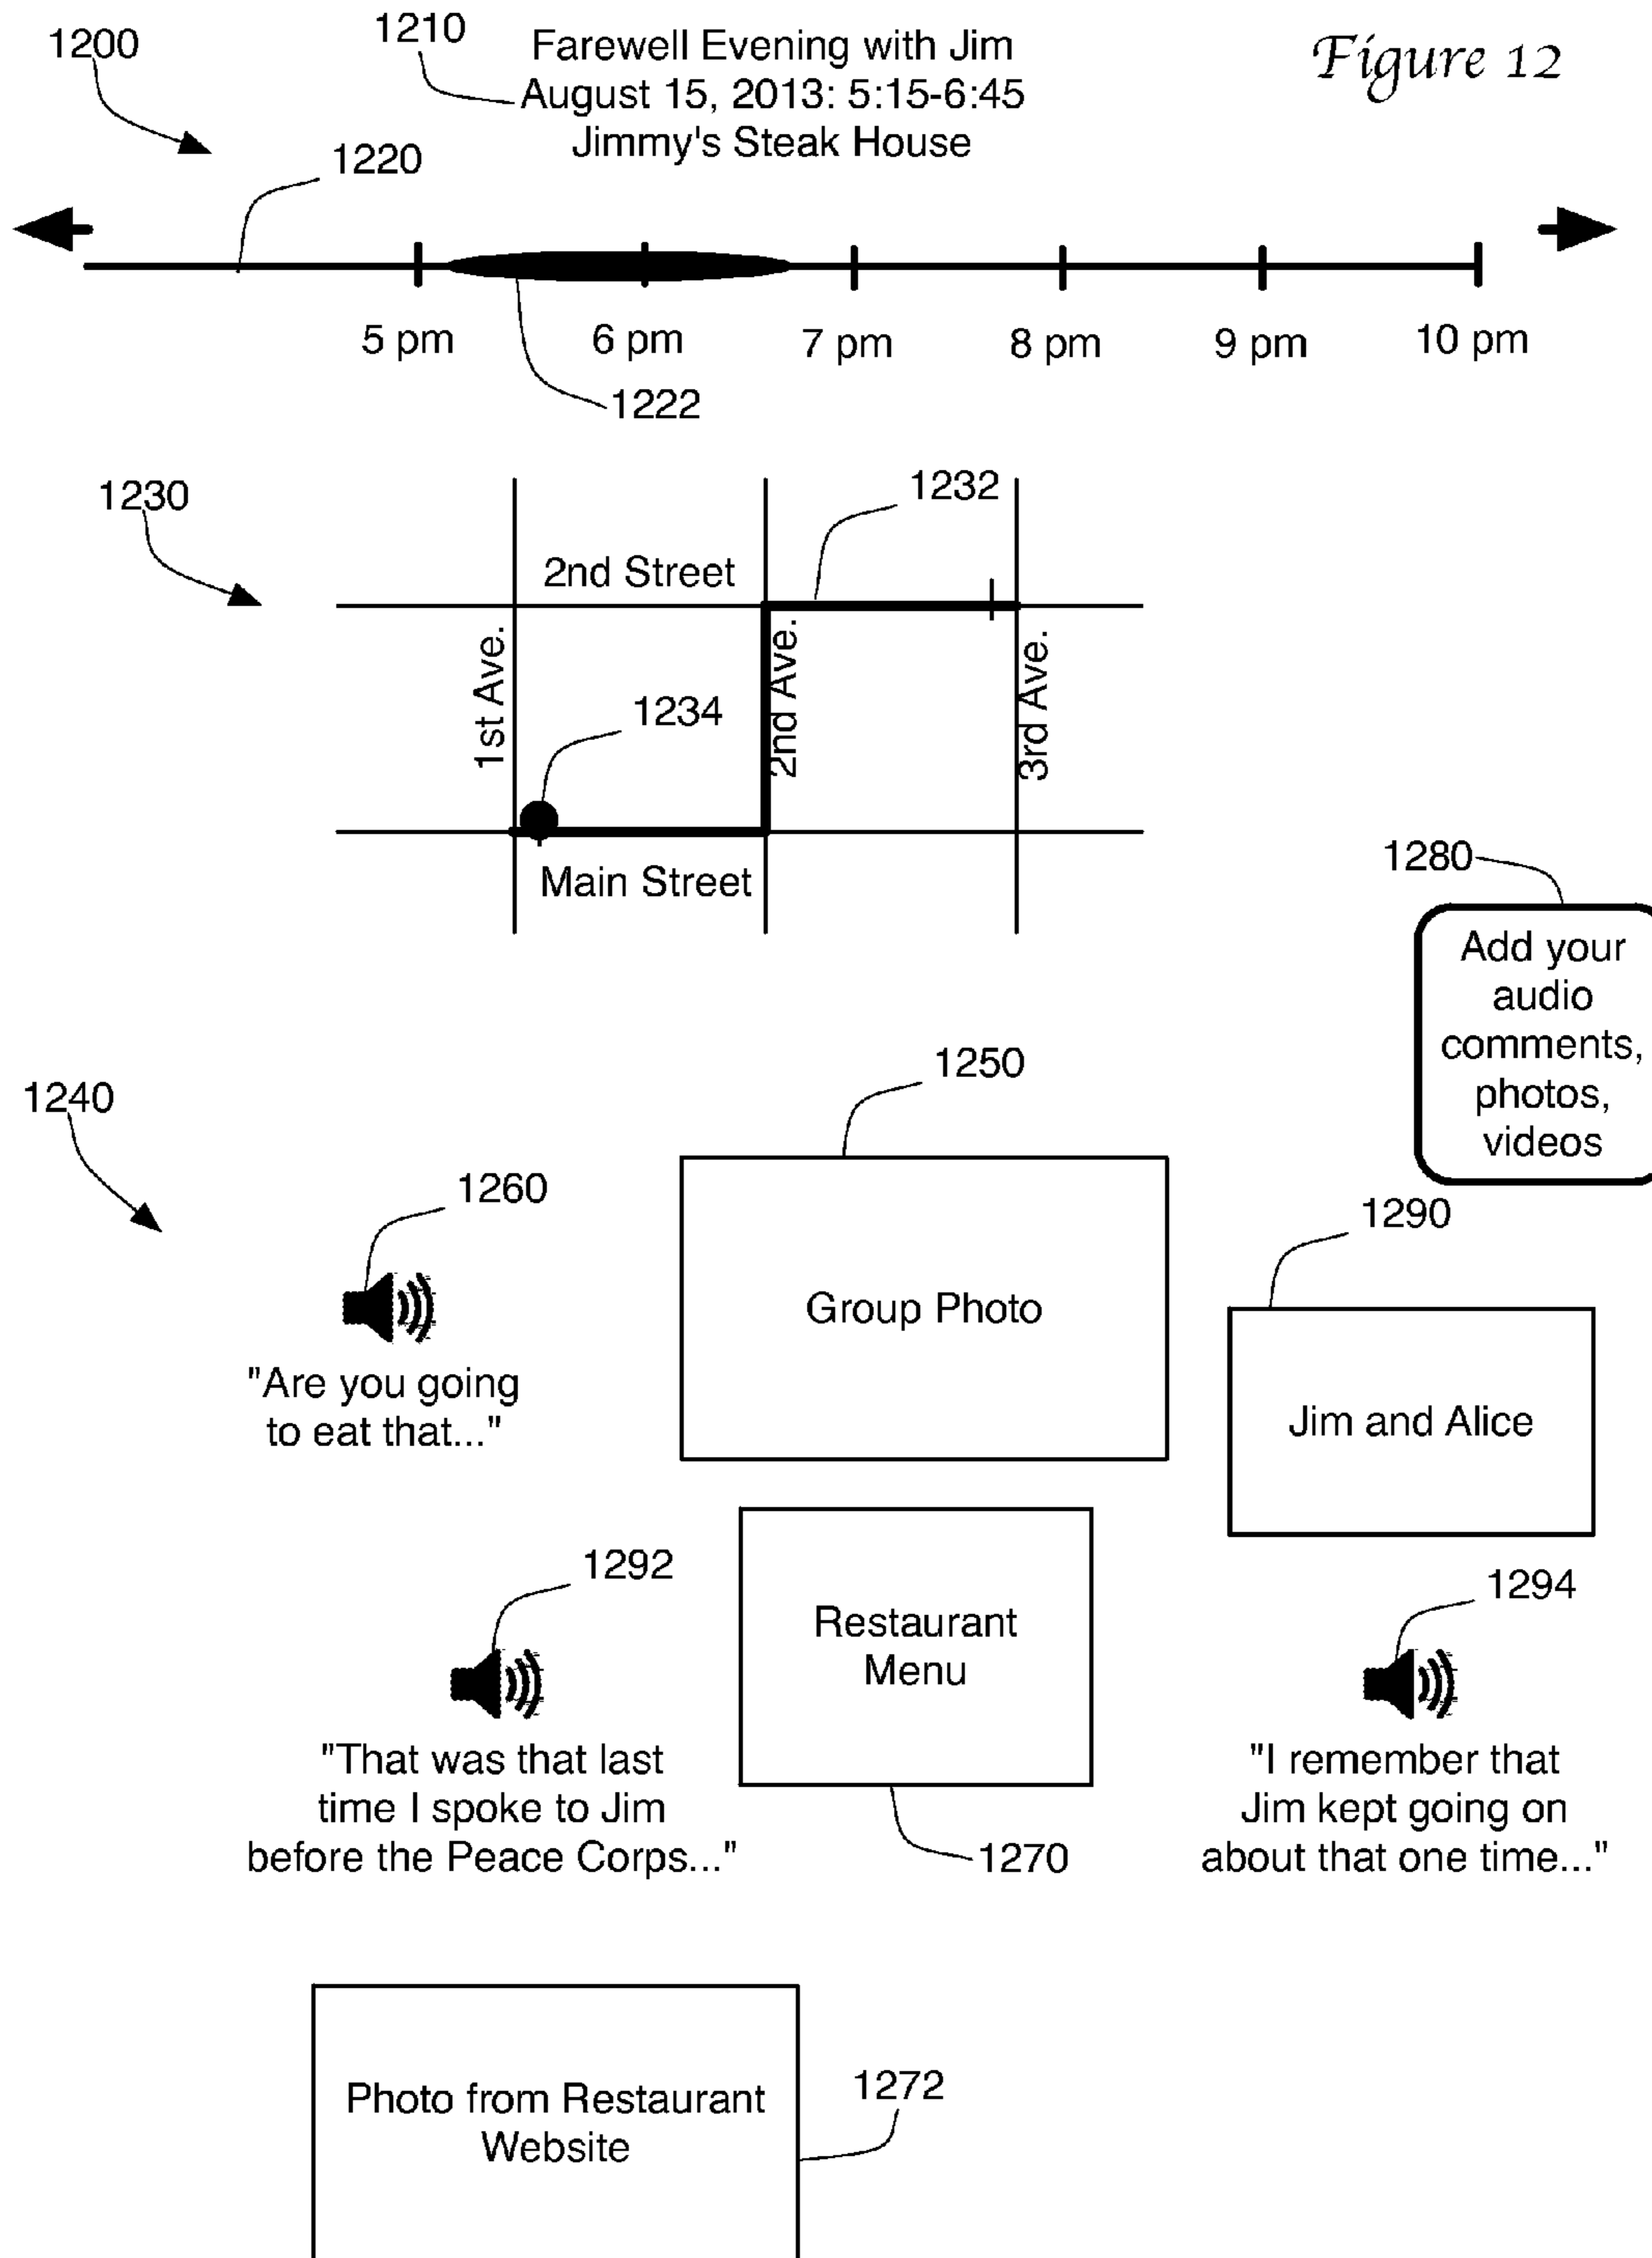 1200
1210
Farewell Evening with Jim
August 15, 2013: 5:15-6:45
Jimmy's Steak House
Figure 12
1220
5 pm
6 pm
7 pm
8 pm
9 pm
10 pm
1222
1230
1232
2nd Street
1st Ave.
2nd Ave.
3rd Ave.
1234
Main Street
1280
Add your
audio
comments,
photos,
videos
1240
1250
1260
1290
Group Photo
"Are you going
to eat that..."
Jim and Alice
1292
1294
Restaurant
Menu
"That was that last
time I spoke to Jim
before the Peace Corps..."
"I remember that
Jim kept going on
about that one time..."
1270
Photo from Restaurant
Website
1272